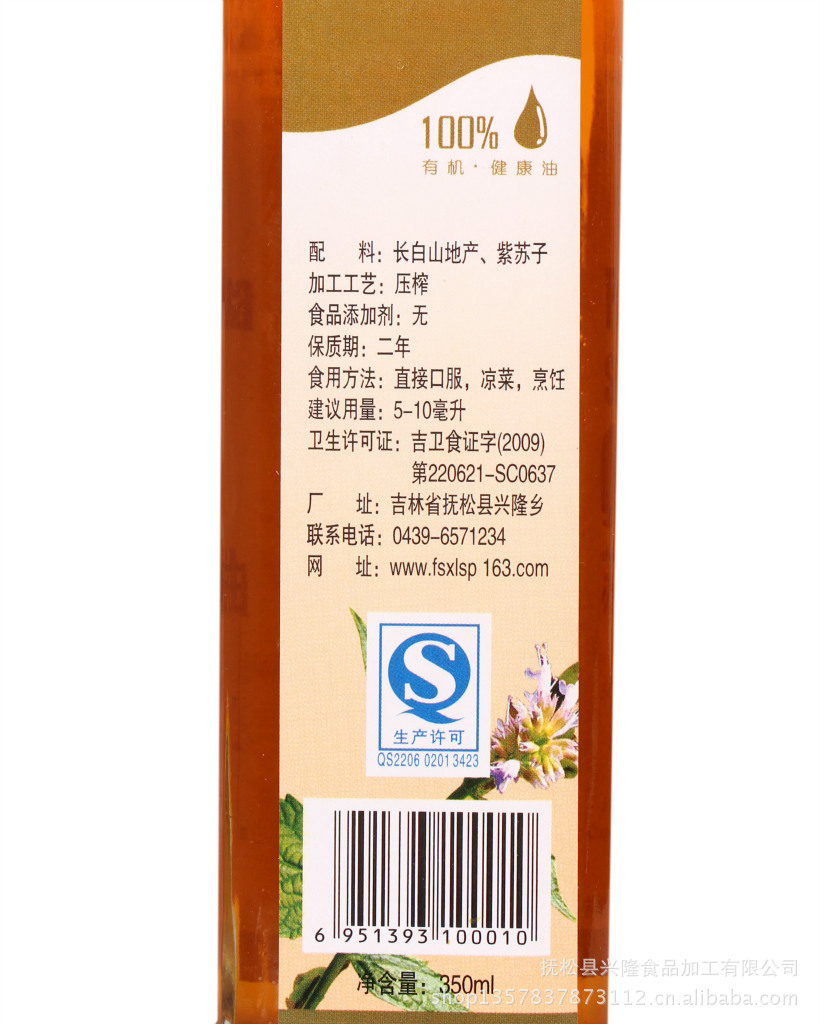 100%
有机·健康油
配 料：长白山地产、紫苏子
加工工艺：压榨
食品添加剂：无
保质期：二年
食用方法：直接口服，凉菜，烹饪
建议用量：5-10毫升
卫生许可证：吉卫食证字(2009)
第220621-SC0637
厂 址：吉林省抚松县兴隆乡
联系电话：0439-6571234
网 址：www.fsxlsp 163.com
生产许可
QS2206 0201 3423
6 951393 100010
净含量：350ml
抚松县兴隆食品加工有限公司
shop1357837873112.cn.alibaba.com